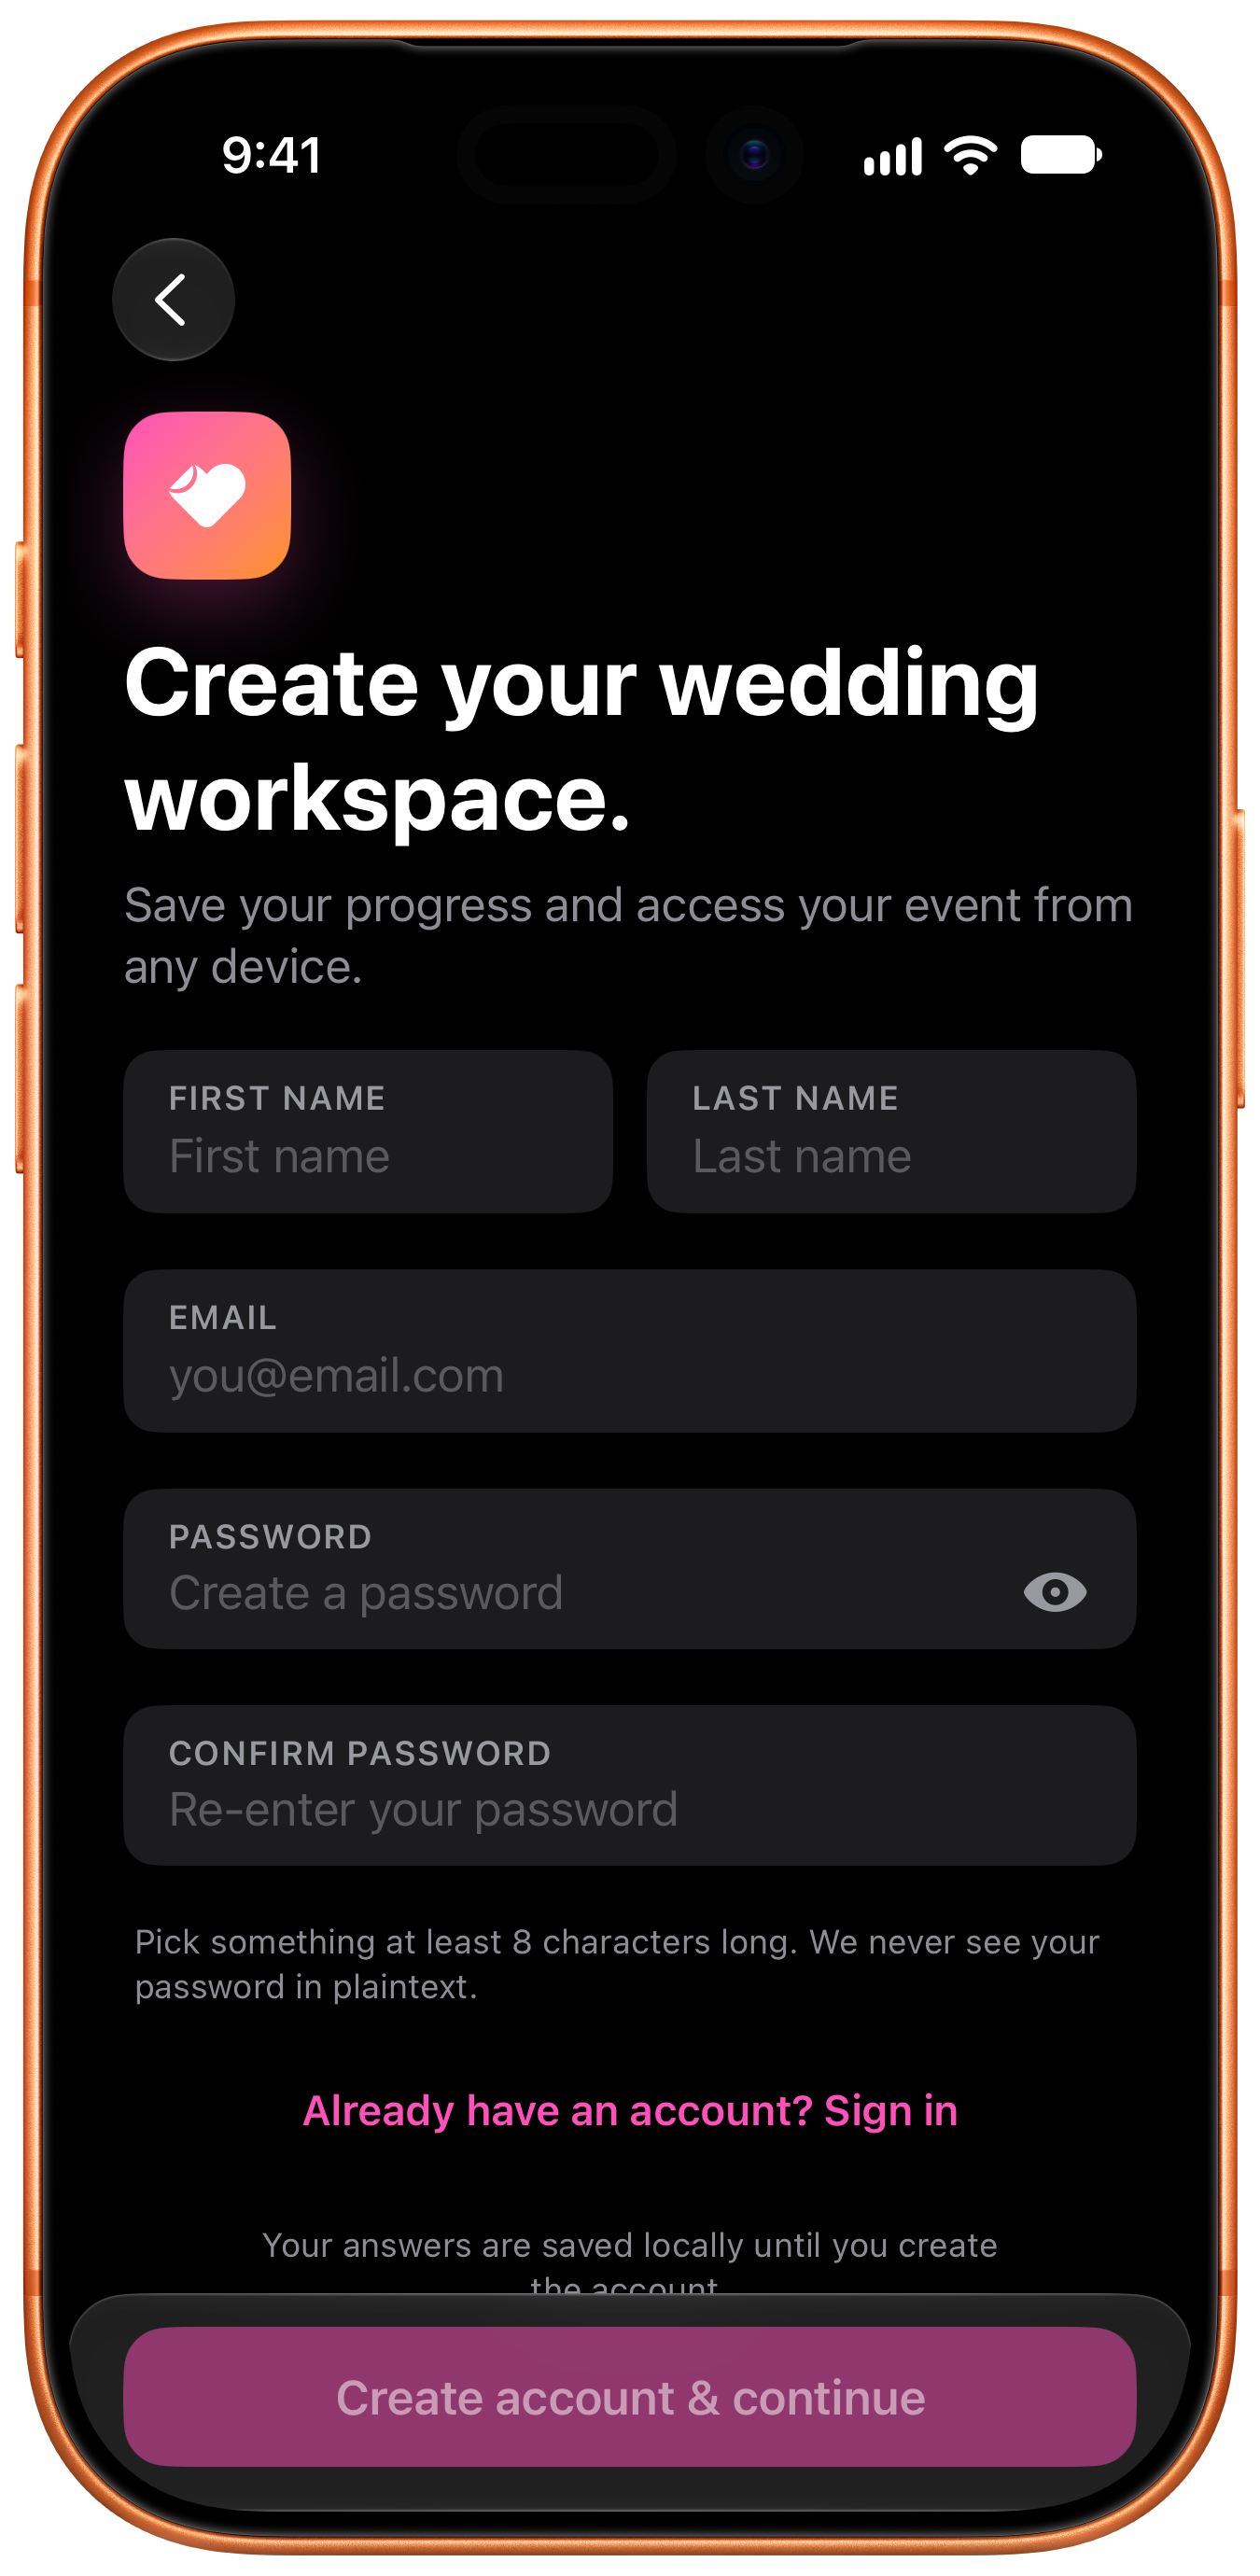 9:41
Create your wedding
workspace.
Save your progress and access your event from
any device.
FIRST NAME
First name
LAST NAME
Last name
EMAIL
you@email.com
PASSWORD
Create a password
CONFIRM PASSWORD
Re-enter your password
Pick something at least 8 characters long. We never see your
password in plaintext.
Already have an account? Sign in
Your answers are saved locally until you create
the account
Create account & continue